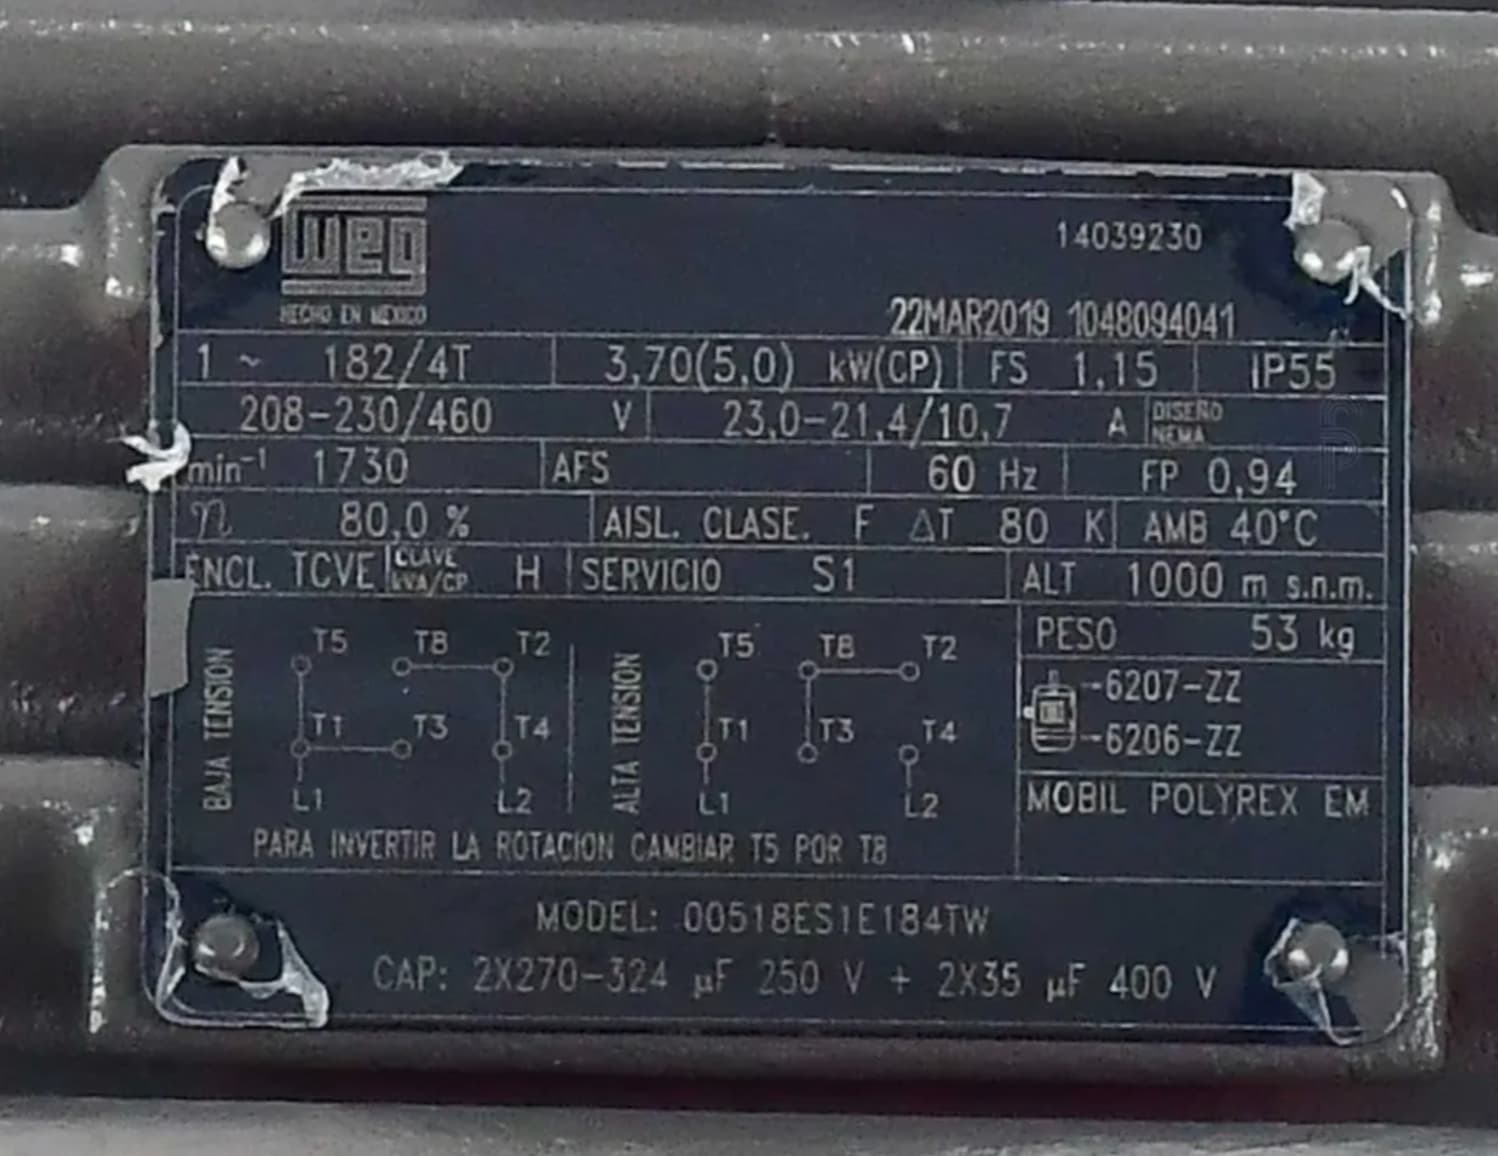 weg
14039230
HECHO EN MEXICO
22MAR2019 1048094041
1 ~ 182/4T 3,70(5,0) kW(CP) FS 1,15 IP55
208-230/460 V 23,0-21,4/10,7 A DISEÑO NEMA
min⁻¹ 1730 AFS 60 Hz FP 0,94
η 80,0 % AISL. CLASE. F ΔT 80 K AMB 40°C
ENCL. TCVE CLAVE kVA/CP H SERVICIO S1 ALT 1000 m s.n.m.
BAJA TENSION
T5 T8 T2
T1 T3 T4
L1 L2
ALTA TENSION
T5 T8 T2
T1 T3 T4
L1 L2
PARA INVERTIR LA ROTACION CAMBIAR T5 POR T8
PESO 53 kg
-6207-ZZ
-6206-ZZ
MOBIL POLYREX EM
MODEL: 00518ES1E184TW
CAP: 2X270-324 µF 250 V + 2X35 µF 400 V